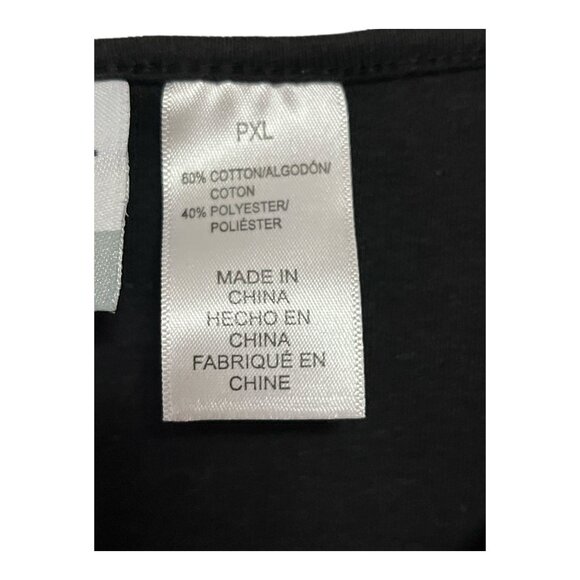 PXL
60% COTTON/ALGODÓN/
COTON
40% POLYESTER/
POLIÉSTER
MADE IN
CHINA
HECHO EN
CHINA
FABRIQUÉ EN
CHINE